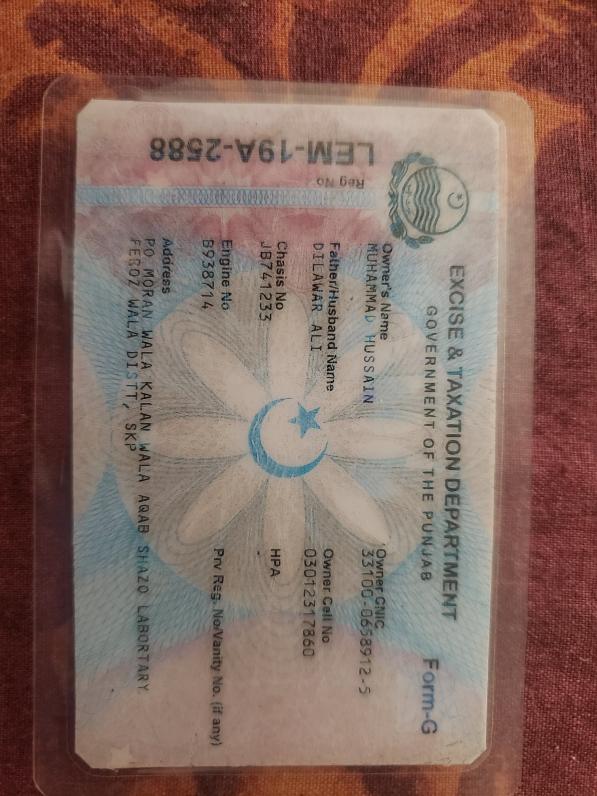 EXCISE & TAXATION DEPARTMENT
GOVERNMENT OF THE PUNJAB
Form-G
Reg No
LEM-19A-2588
Owner's Name
MUHAMMAD HUSSAIN
Owner CNIC
33100-0658912-5
Father/Husband Name
DILAWAR ALI
Owner Cell No
03012317860
Chasis No
JB741233
HPA
Engine No
B938714
Prv Reg. No/Vanity No. (if any)
Address
PO MORAN WALA KALAN WALA AQAB SHAZO LABORTARY
FEROZ WALA DISTT, SKP